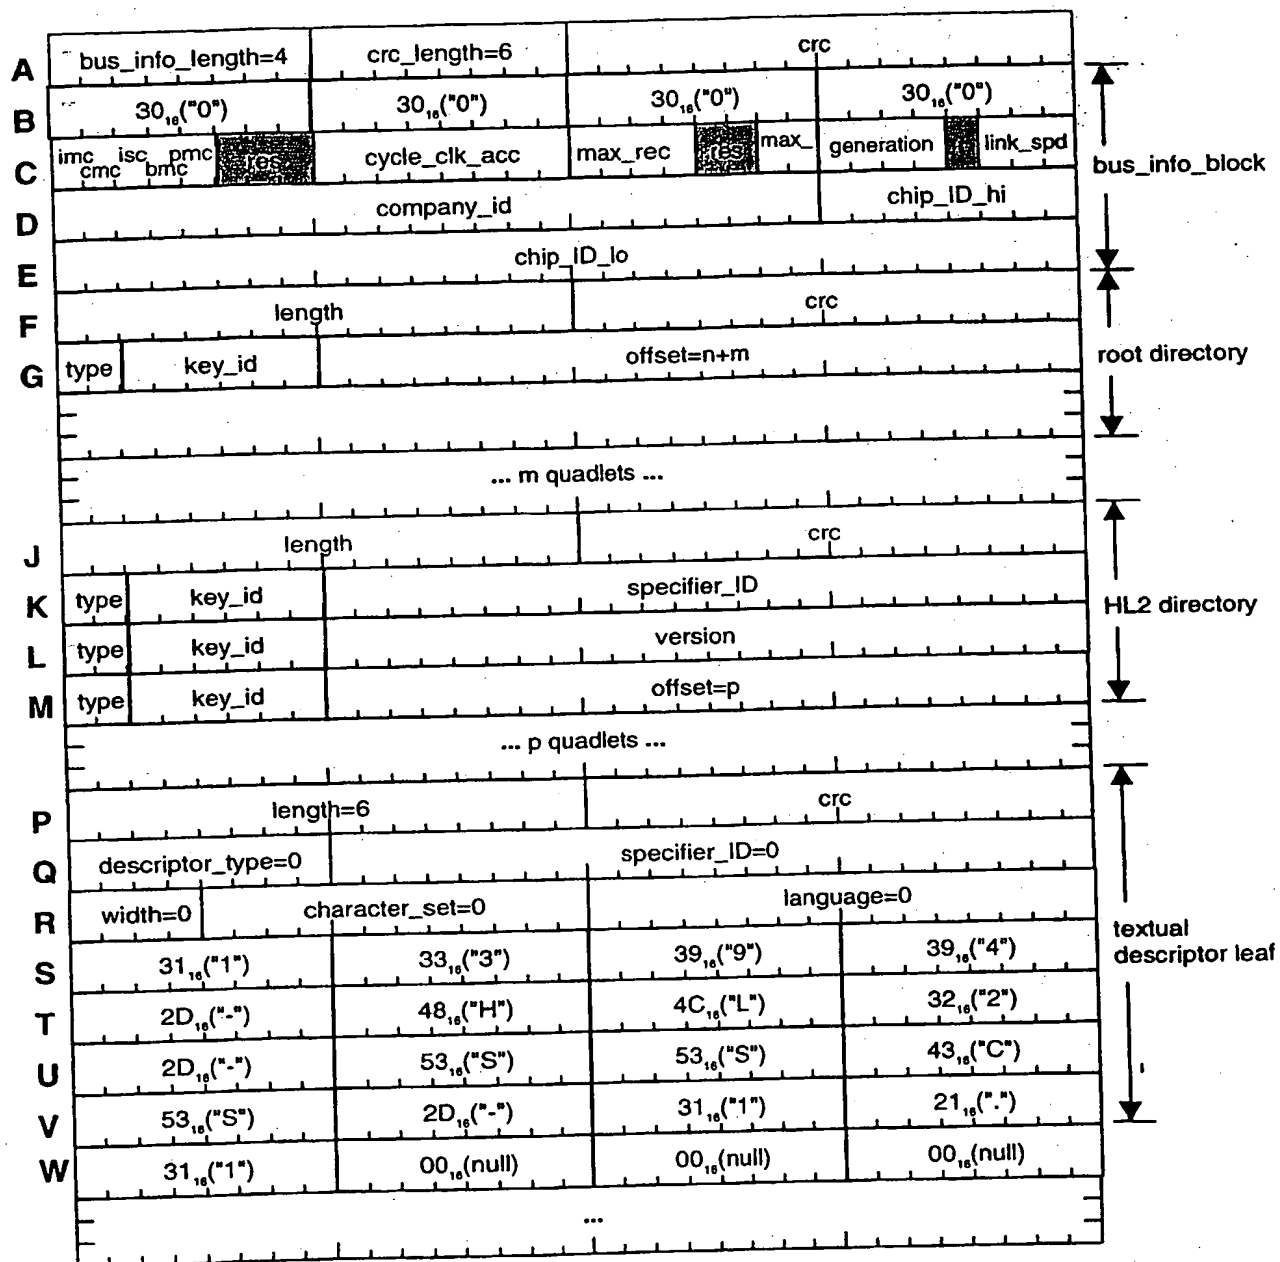 A bus_info_length=4 crc_length=6 crc
B 30₁₆("0") 30₁₆("0") 30₁₆("0") 30₁₆("0")
C imc cmc isc bmc pmc res cycle_clk_acc max_rec res max_ generation link_spd
bus_info_block
D company_id chip_ID_hi
E chip_ID_lo
F length crc
G type key_id offset=n+m
root directory
... m quadlets ...
J length crc
K type key_id specifier_ID
HL2 directory
L type key_id version
M type key_id offset=p
... p quadlets ...
P length=6 crc
Q descriptor_type=0 specifier_ID=0
R width=0 character_set=0 language=0
textual
descriptor leaf
S 31₁₆("1") 33₁₆("3") 39₁₆("9") 39₁₆("4")
T 2D₁₆("-") 48₁₆("H") 4C₁₆("L") 32₁₆("2")
U 2D₁₆("-") 53₁₆("S") 53₁₆("S") 43₁₆("C")
V 53₁₆("S") 2D₁₆("-") 31₁₆("1") 21₁₆(".")
W 31₁₆("1") 00₁₆(null) 00₁₆(null) 00₁₆(null)
...